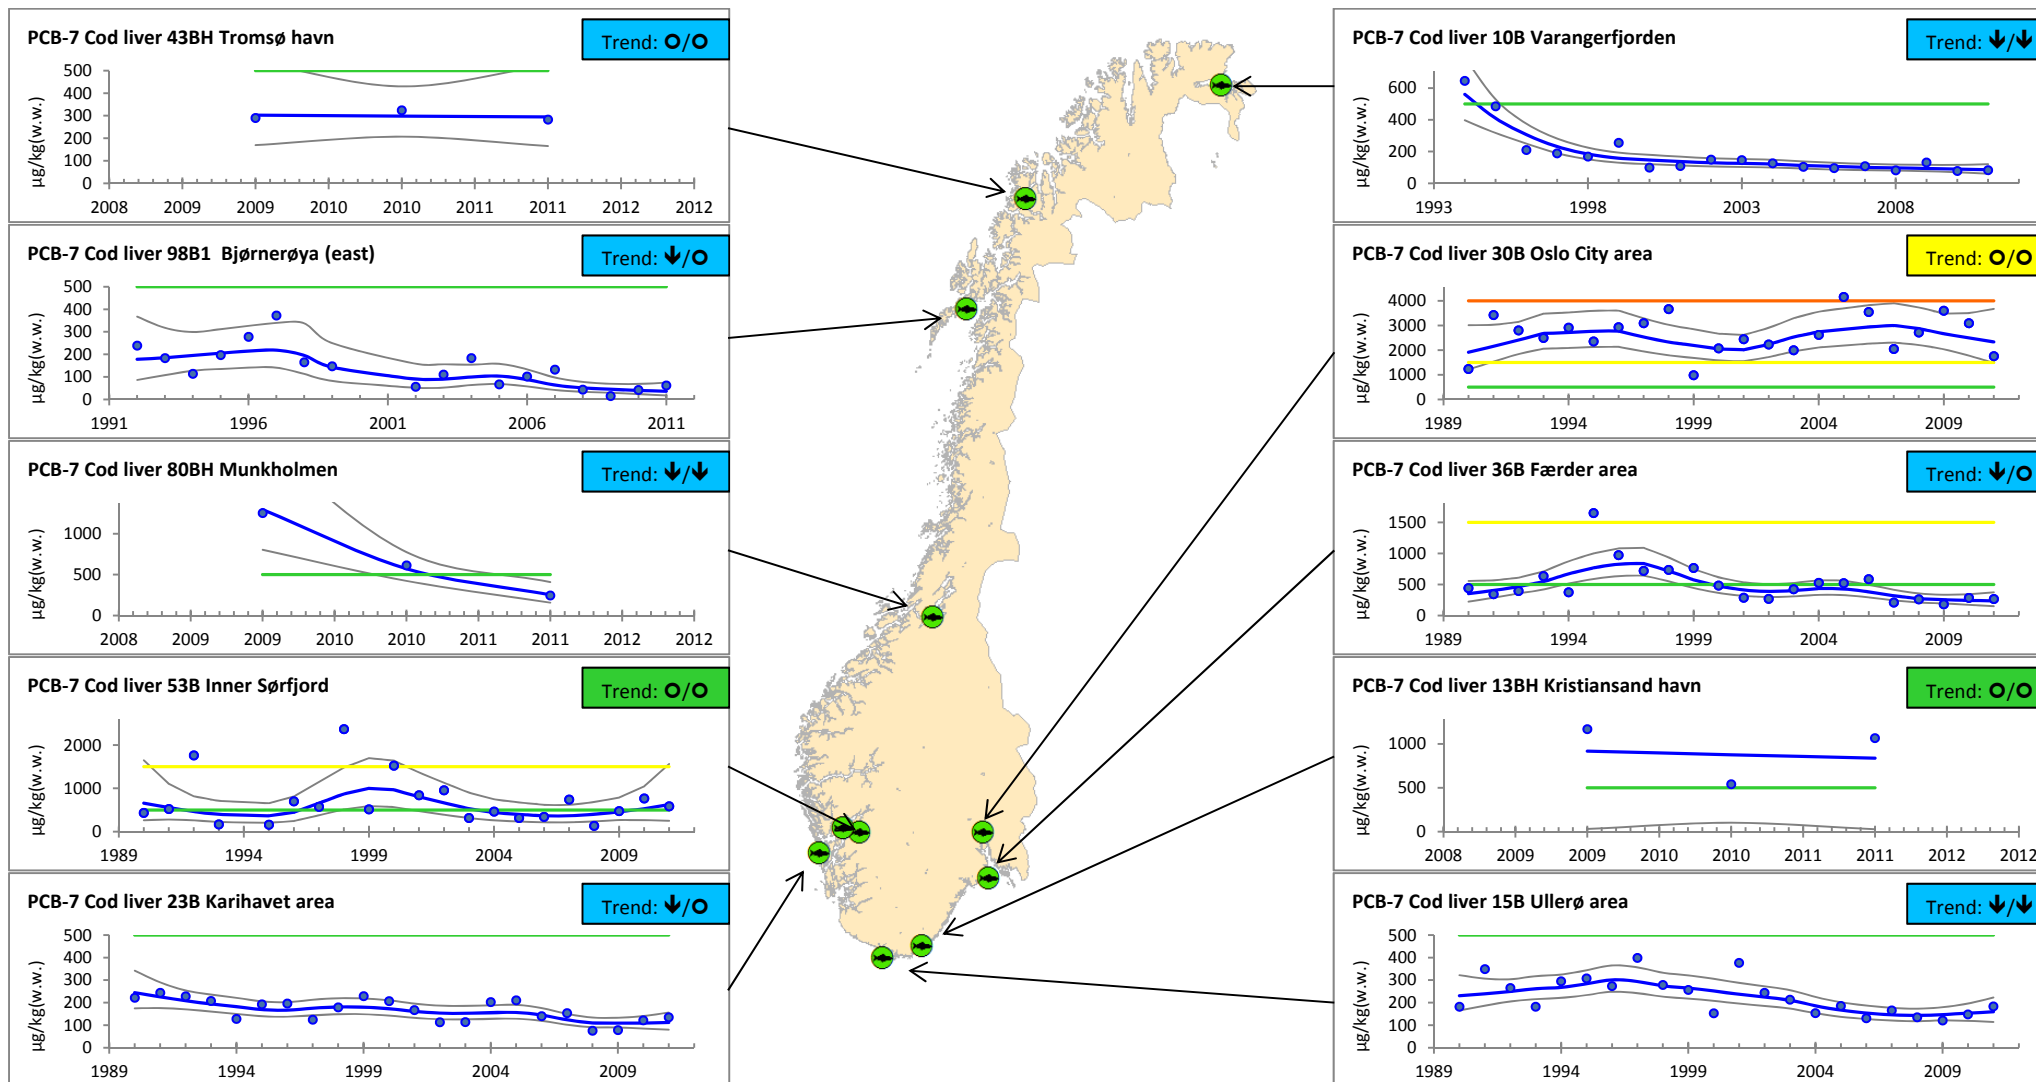 PCB-7 Cod liver 43BH Tromsø havn
Trend: O/O
500
400
300
200
100
0
µg/kg(w.w.)
2008 2009 2009 2010 2010 2011 2011 2012 2012
PCB-7 Cod liver 98B1 Bjørnerøya (east)
Trend: ↓/O
500
400
300
200
100
0
µg/kg(w.w.)
1991 1996 2001 2006 2011
PCB-7 Cod liver 80BH Munkholmen
Trend: ↓/↓
1000
500
0
µg/kg(w.w.)
2008 2009 2009 2010 2010 2011 2011 2012 2012
PCB-7 Cod liver 53B Inner Sørfjord
Trend: O/O
2000
1000
0
µg/kg(w.w.)
1989 1994 1999 2004 2009
PCB-7 Cod liver 23B Karihavet area
Trend: ↓/O
500
400
300
200
100
0
µg/kg(w.w.)
1989 1994 1999 2004 2009
PCB-7 Cod liver 10B Varangerfjorden
Trend: ↓/↓
600
400
200
0
µg/kg(w.w.)
1993 1998 2003 2008
PCB-7 Cod liver 30B Oslo City area
Trend: O/O
4000
3000
2000
1000
0
µg/kg(w.w.)
1989 1994 1999 2004 2009
PCB-7 Cod liver 36B Færder area
Trend: ↓/O
1500
1000
500
0
µg/kg(w.w.)
1989 1994 1999 2004 2009
PCB-7 Cod liver 13BH Kristiansand havn
Trend: O/O
1000
500
0
µg/kg(w.w.)
2008 2009 2009 2010 2010 2011 2011 2012 2012
PCB-7 Cod liver 15B Ullerø area
Trend: ↓/↓
500
400
300
200
100
0
µg/kg(w.w.)
1989 1994 1999 2004 2009